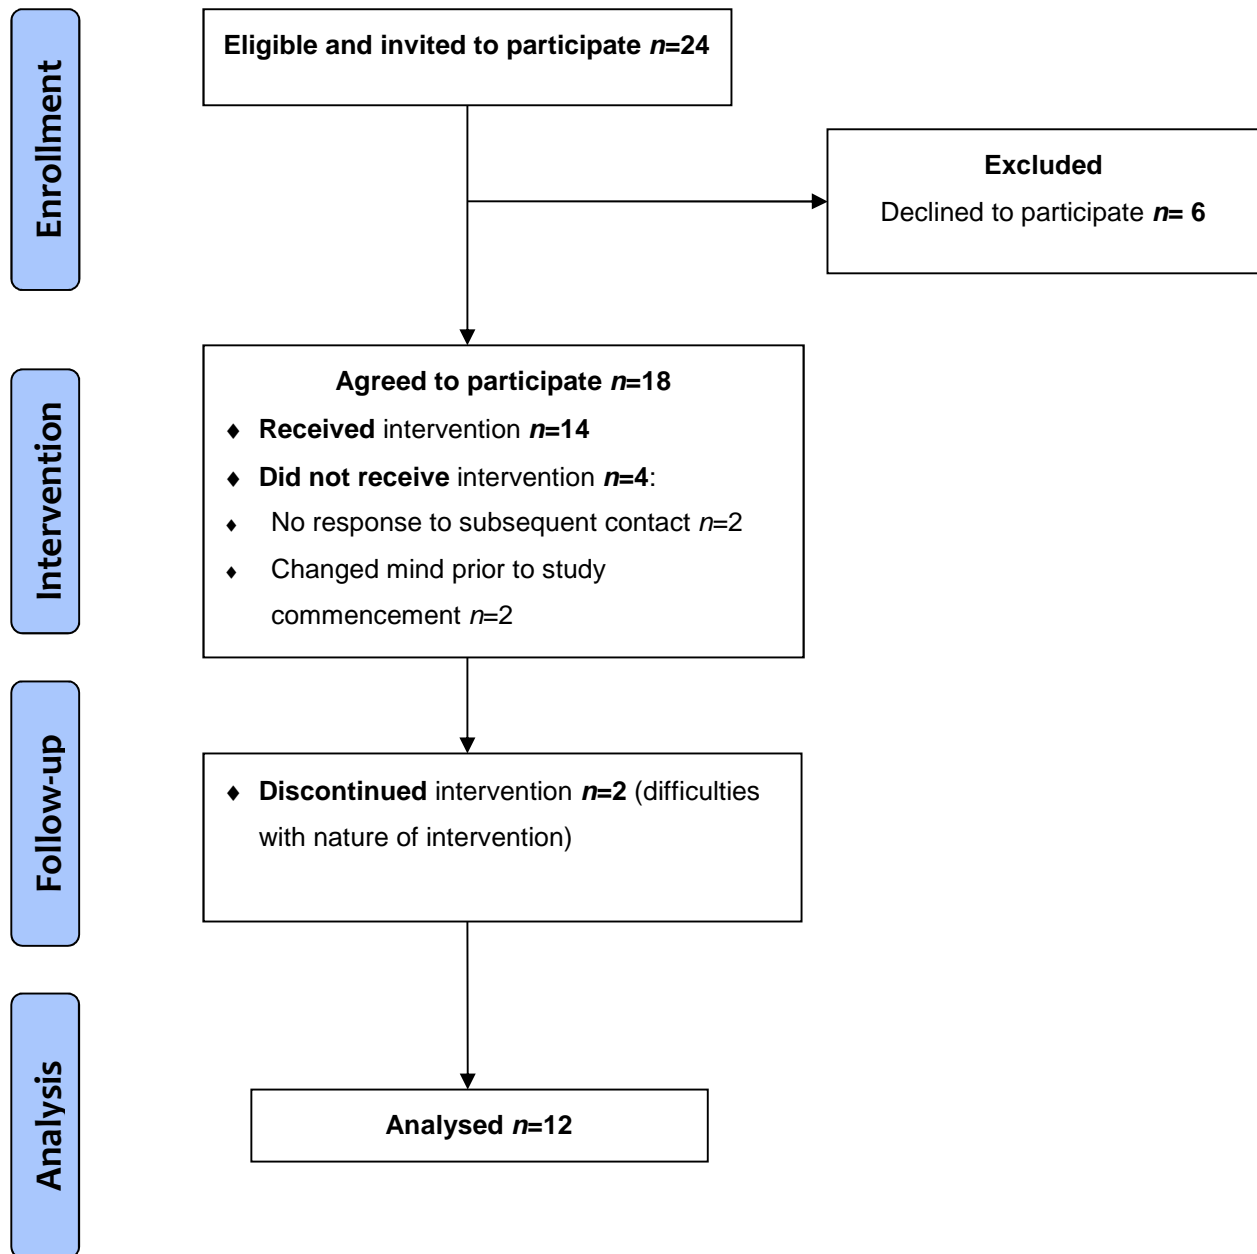 Enrollment
Eligible and invited to participate n=24
Excluded
Declined to participate n= 6
Intervention
Agreed to participate n=18
♦ Received intervention n=14
♦ Did not receive intervention n=4:
♦ No response to subsequent contact n=2
♦ Changed mind prior to study
commencement n=2
Follow-up
♦ Discontinued intervention n=2 (difficulties
with nature of intervention)
Analysis
Analysed n=12